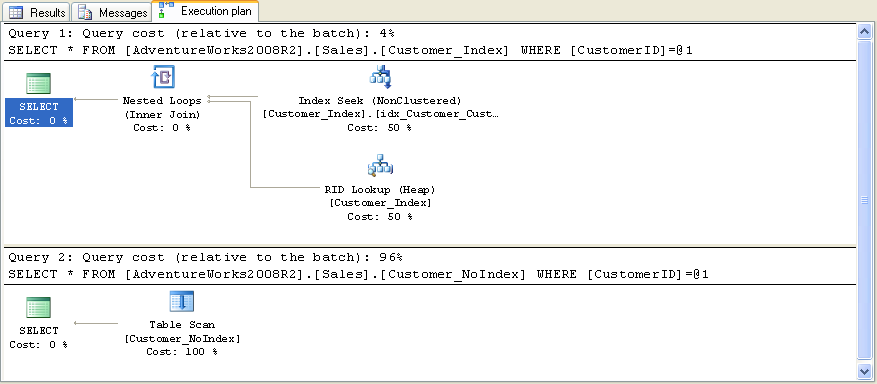 Results Messages Execution plan
Query 1: Query cost (relative to the batch): 4%
SELECT * FROM [AdventureWorks2008R2].[Sales].[Customer_Index] WHERE [CustomerID]=@1
SELECT
Cost: 0 %
Nested Loops
(Inner Join)
Cost: 0 %
Index Seek (NonClustered)
[Customer_Index].[idx_Customer_Cust…
Cost: 50 %
RID Lookup (Heap)
[Customer_Index]
Cost: 50 %
Query 2: Query cost (relative to the batch): 96%
SELECT * FROM [AdventureWorks2008R2].[Sales].[Customer_NoIndex] WHERE [CustomerID]=@1
SELECT
Cost: 0 %
Table Scan
[Customer_NoIndex]
Cost: 100 %